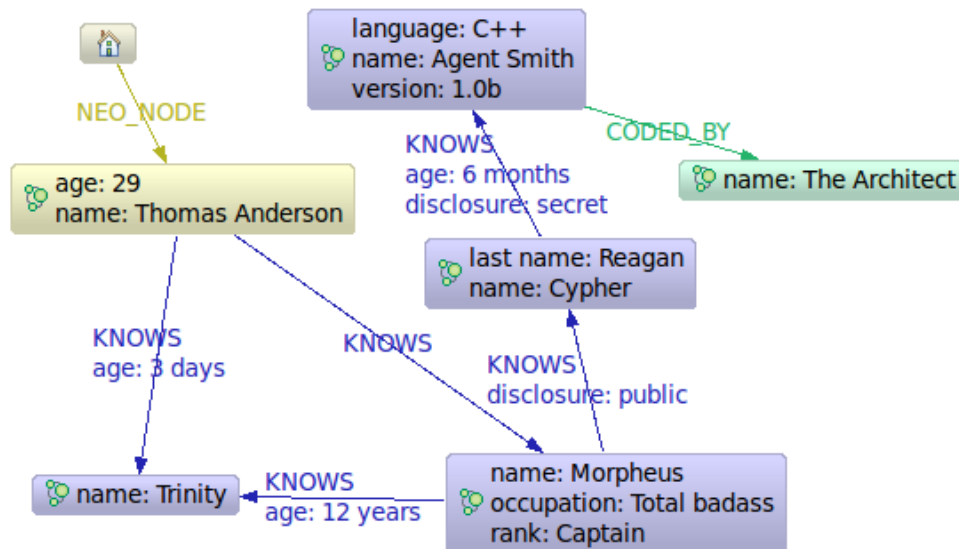 language: C++
name: Agent Smith
version: 1.0b
NEO_NODE
CODED_BY
KNOWS
age: 6 months
disclosure: secret
name: The Architect
age: 29
name: Thomas Anderson
last name: Reagan
name: Cypher
KNOWS
age: 3 days
KNOWS
KNOWS
disclosure: public
name: Trinity
KNOWS
age: 12 years
name: Morpheus
occupation: Total badass
rank: Captain